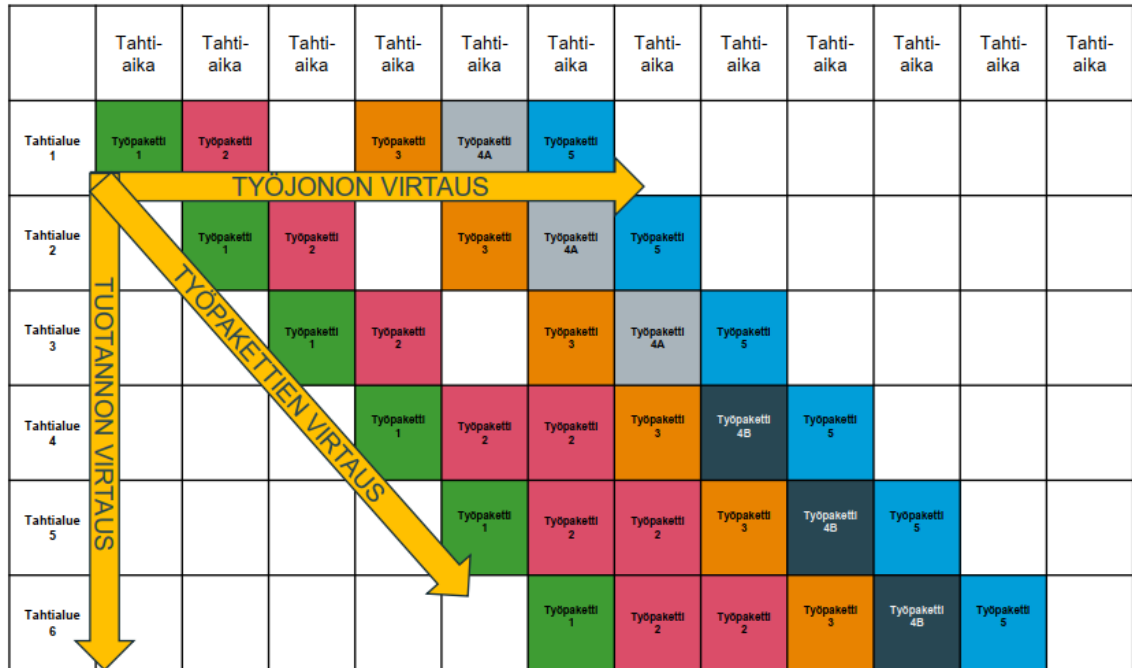 Tahti- Tahti- Tahti- Tahti- Tahti- Tahti- Tahti- Tahti- Tahti- Tahti- Tahti- Tahti-
aika aika aika aika aika aika aika aika aika aika aika aika
Tahtialue Työpaketti Työpaketti Työpaketti Työpaketti Työpaketti
1 1 2 3 4A 5
TYÖJONON VIRTAUS
Tahtialue Työpaketti Työpaketti Työpaketti Työpaketti Työpaketti
2 1 2 3 4A 5
Tahtialue Työpaketti Työpaketti Työpaketti Työpaketti Työpaketti
3 1 2 3 4A 5
Tahtialue Työpaketti Työpaketti Työpaketti Työpaketti Työpaketti Työpaketti
4 1 2 2 3 4B 5
Tahtialue Työpaketti Työpaketti Työpaketti Työpaketti Työpaketti Työpaketti
5 1 2 2 3 4B 5
Tahtialue Työpaketti Työpaketti Työpaketti Työpaketti Työpaketti Työpaketti
6 1 2 2 3 4B 5
TUOTANNON VIRTAUS
TYÖPAKETTIEN VIRTAUS